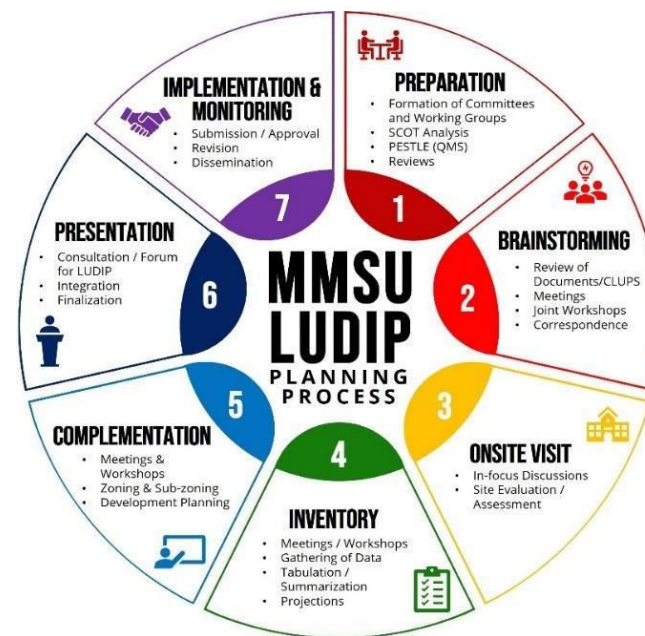 MMSU
LUDIP
PLANNING
PROCESS
1
PREPARATION
• Formation of Committees
and Working Groups
• SCOT Analysis
• PESTLE (QMS)
• Reviews
2
BRAINSTORMING
• Review of
Documents/CLUPS
• Meetings
• Joint Workshops
• Correspondence
3
ONSITE VISIT
• In-focus Discussions
• Site Evaluation /
Assessment
4
INVENTORY
• Meetings / Workshops
• Gathering of Data
• Tabulation /
Summarization
• Projections
5
COMPLEMENTATION
• Meetings &
Workshops
• Zoning & Sub-zoning
• Development Planning
6
PRESENTATION
• Consultation / Forum
for LUDIP
• Integration
• Finalization
7
IMPLEMENTATION &
MONITORING
• Submission / Approval
• Revision
• Dissemination